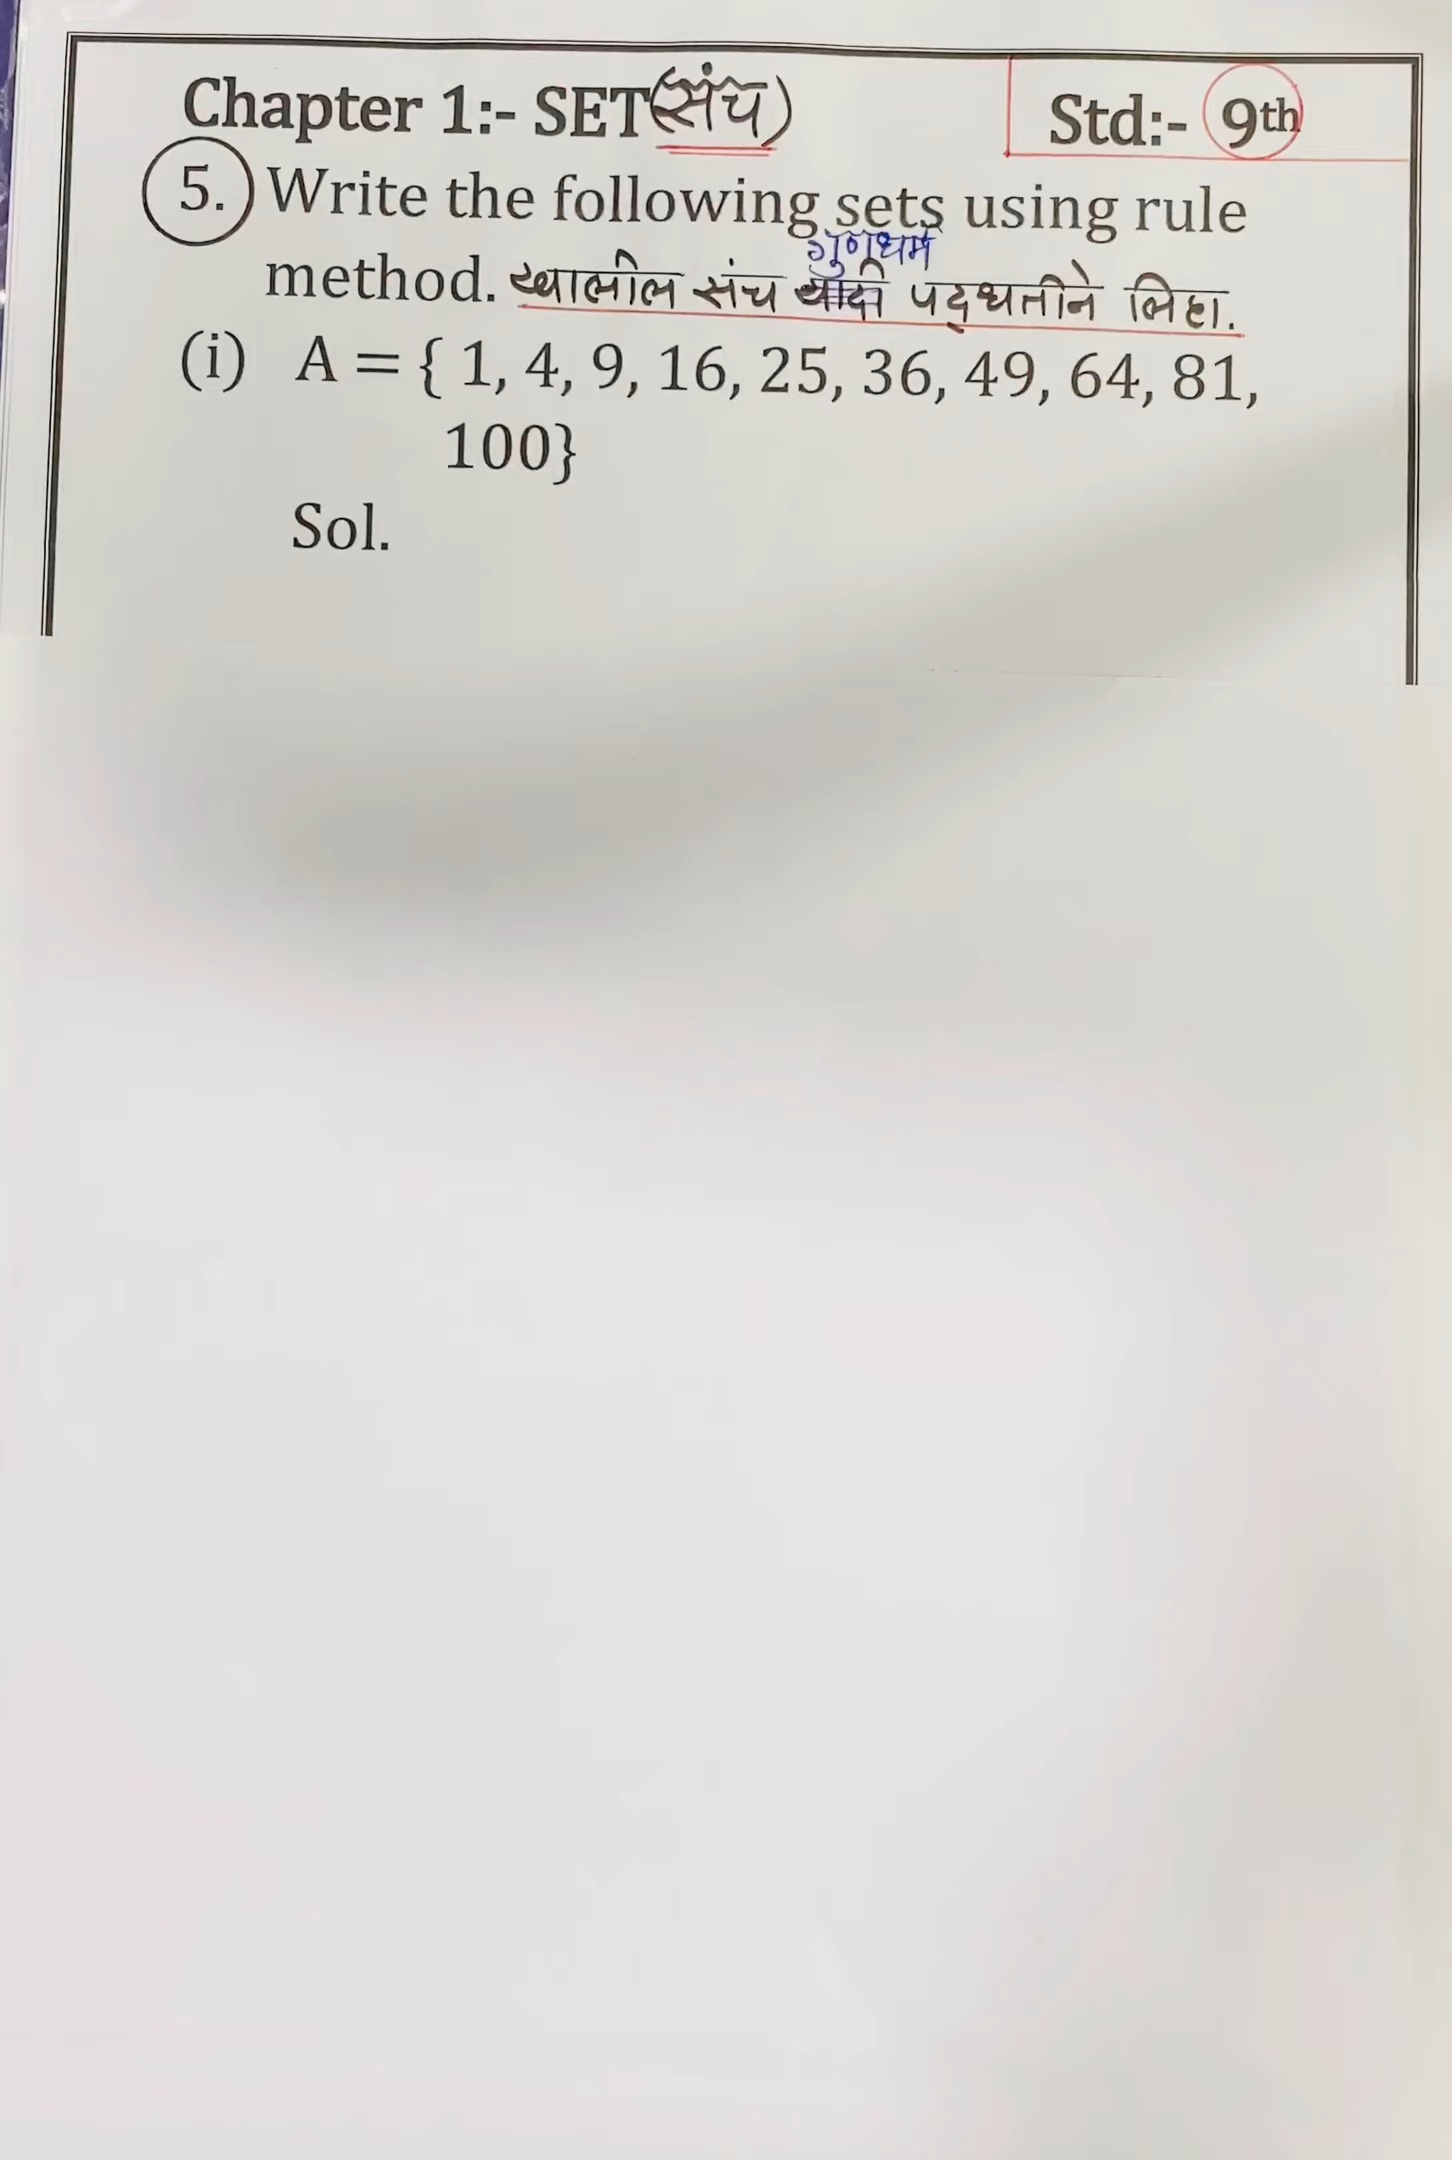 Chapter 1:- SET(संच) Std:- 9th
5. Write the following sets using rule
गुणधर्म
method. खालील संच यादी पद्धतीने लिहा.
(i) A = { 1, 4, 9, 16, 25, 36, 49, 64, 81,
100}
Sol.